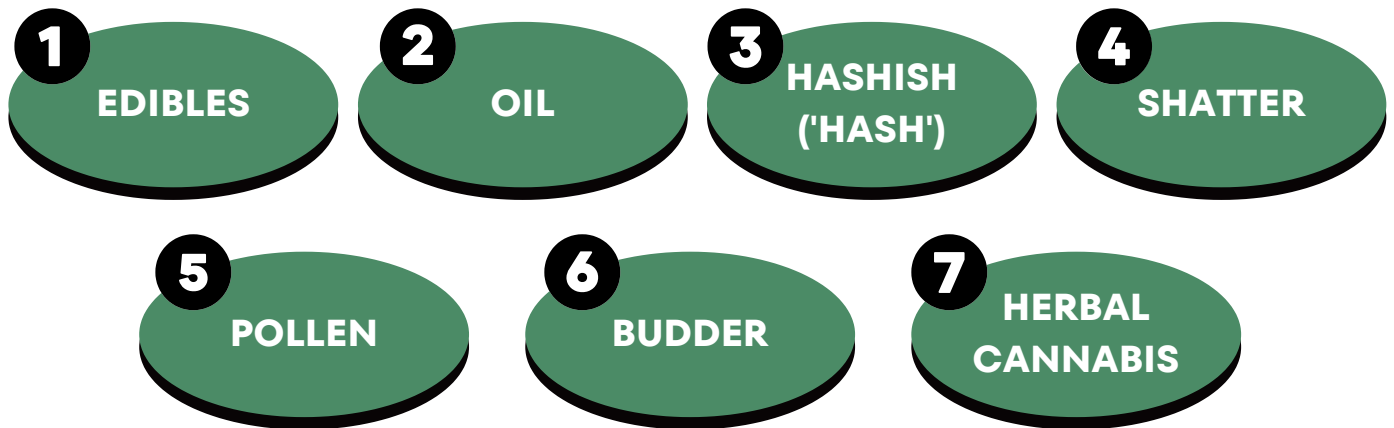 1
EDIBLES
2
OIL
3
HASHISH
('HASH')
4
SHATTER
5
POLLEN
6
BUDDER
7
HERBAL
CANNABIS